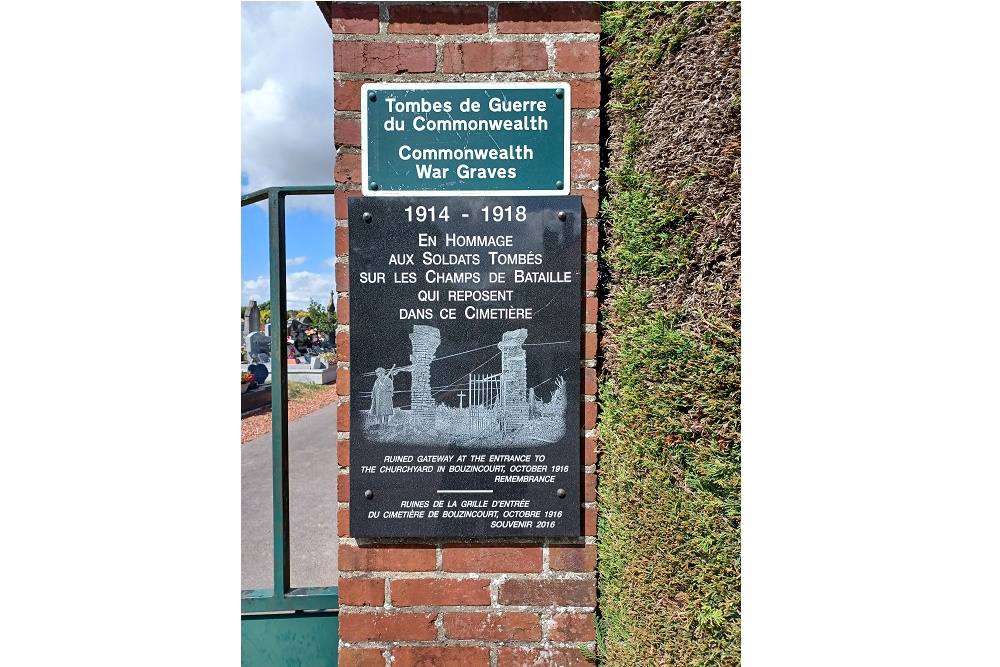 Tombes de Guerre
du Commonwealth
Commonwealth
War Graves
1914 - 1918
En Hommage
aux Soldats Tombés
sur les Champs de Bataille
qui reposent
dans ce Cimetière
RUINED GATEWAY AT THE ENTRANCE TO
THE CHURCHYARD IN BOUZINCOURT, OCTOBER 1916
REMEMBRANCE
RUINES DE LA GRILLE D'ENTRÉE
DU CIMETIÈRE DE BOUZINCOURT, OCTOBRE 1916
SOUVENIR 2016